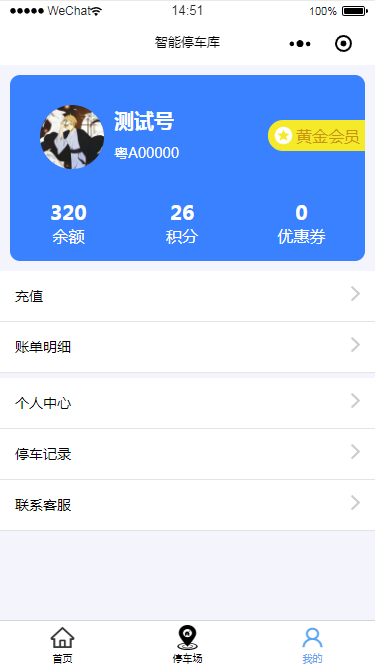 WeChat 14:51 100%
智能停车库
测试号
粤A00000
黄金会员
320 26 0
余额 积分 优惠券
充值
账单明细
个人中心
停车记录
联系客服
首页 停车场 我的